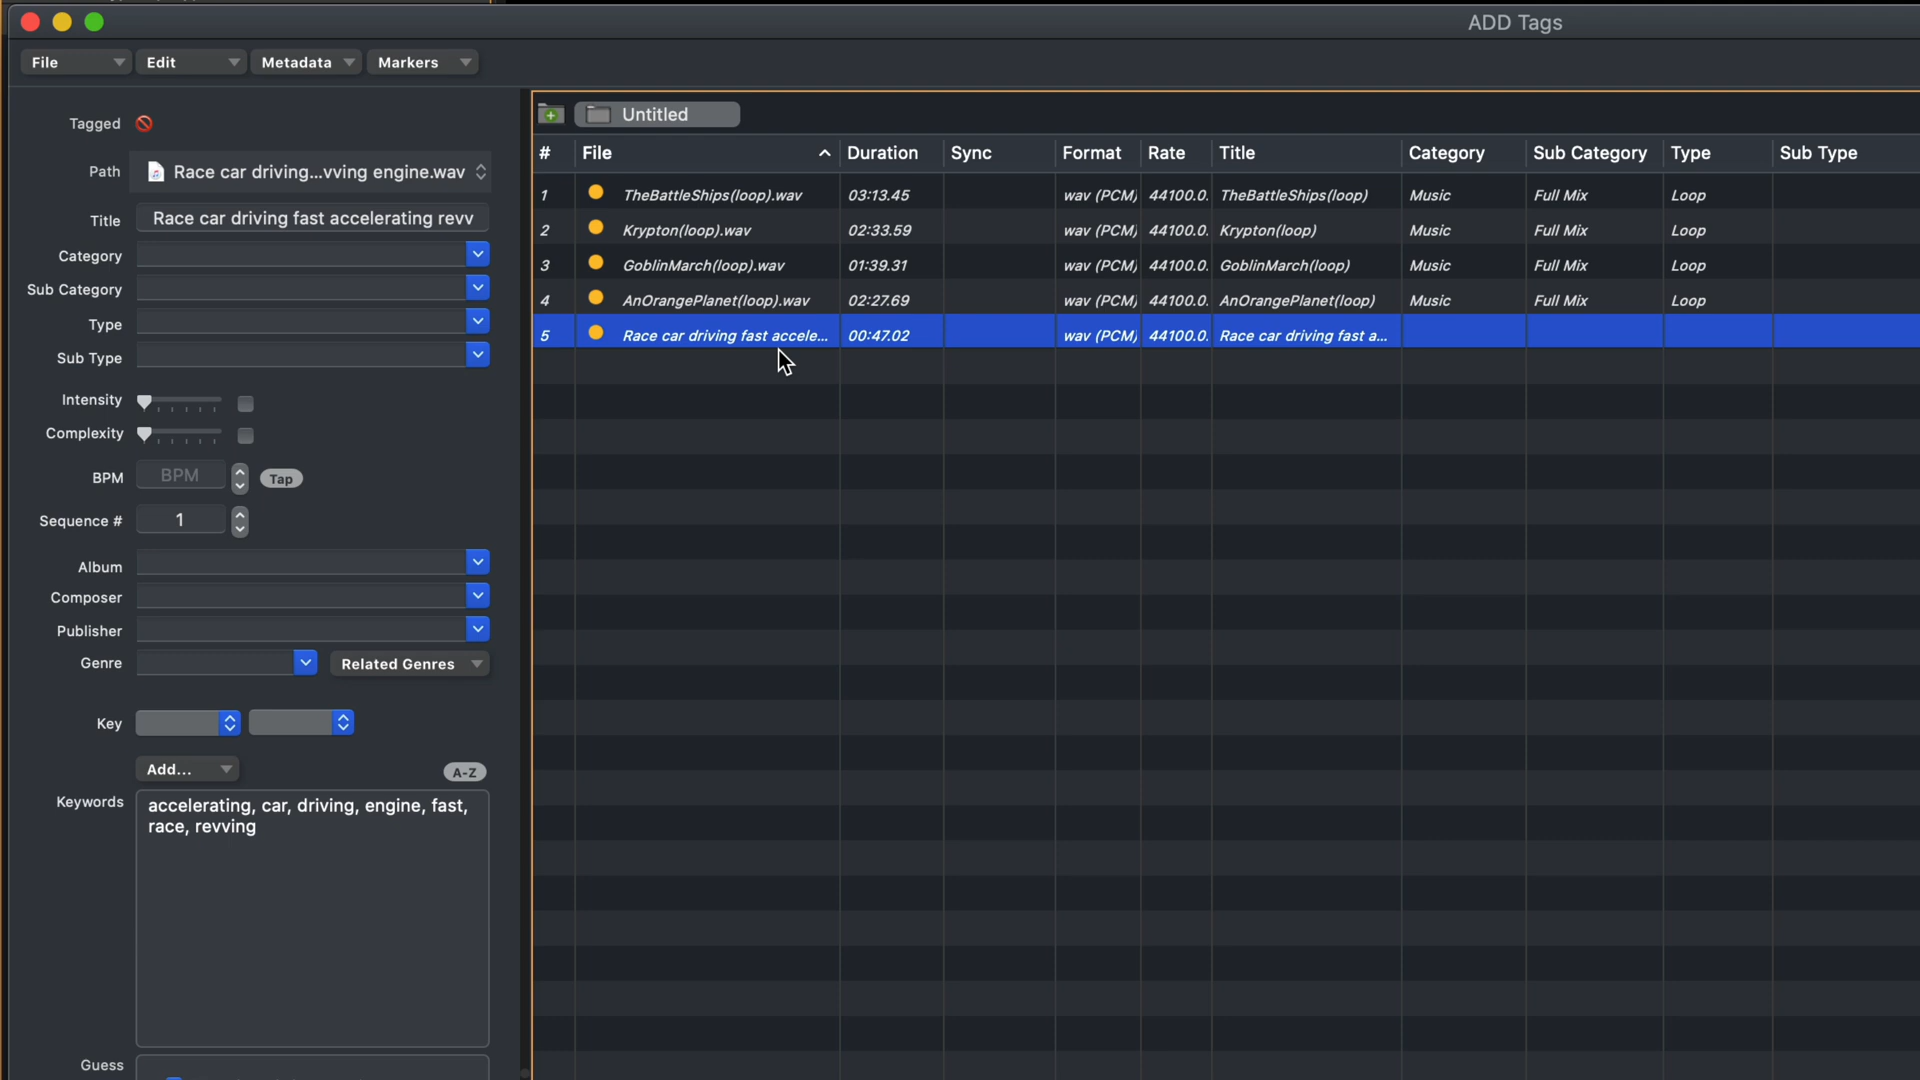 ADD Tags
File Edit Metadata Markers
Tagged
Path Race car driving...vving engine.wav
Title Race car driving fast accelerating revv
Category
Sub Category
Type
Sub Type
Intensity
Complexity
BPM BPM Tap
Sequence # 1
Album
Composer
Publisher
Genre Related Genres
Key
Add... A-Z
Keywords accelerating, car, driving, engine, fast,
race, revving
Guess
Untitled
# File Duration Sync Format Rate Title Category Sub Category Type Sub Type
1 TheBattleShips(loop).wav 03:13.45 wav (PCM) 44100.0. TheBattleShips(loop) Music Full Mix Loop
2 Krypton(loop).wav 02:33.59 wav (PCM) 44100.0. Krypton(loop) Music Full Mix Loop
3 GoblinMarch(loop).wav 01:39.31 wav (PCM) 44100.0. GoblinMarch(loop) Music Full Mix Loop
4 AnOrangePlanet(loop).wav 02:27.69 wav (PCM) 44100.0. AnOrangePlanet(loop) Music Full Mix Loop
5 Race car driving fast accele... 00:47.02 wav (PCM) 44100.0. Race car driving fast a...